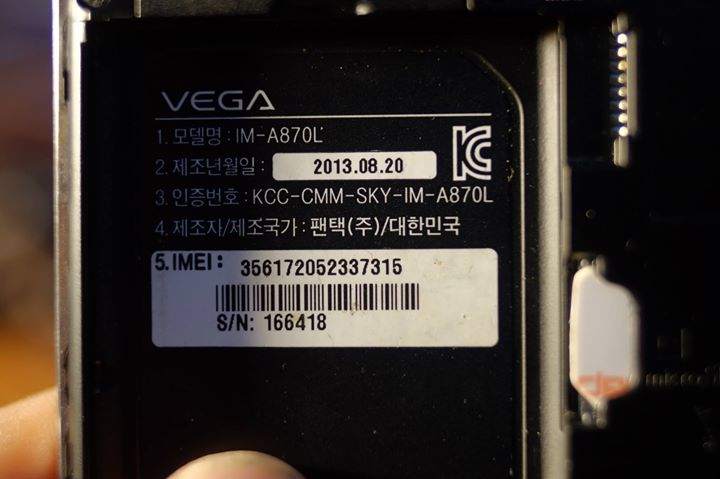 VEGA
1. 모델명 : IM-A870L
2. 제조년월일 : 2013.08.20
3. 인증번호 : KCC-CMM-SKY-IM-A870L
4. 제조자/제조국가 : 팬택(주)/대한민국
5. IMEI : 356172052337315
S/N: 166418
micro